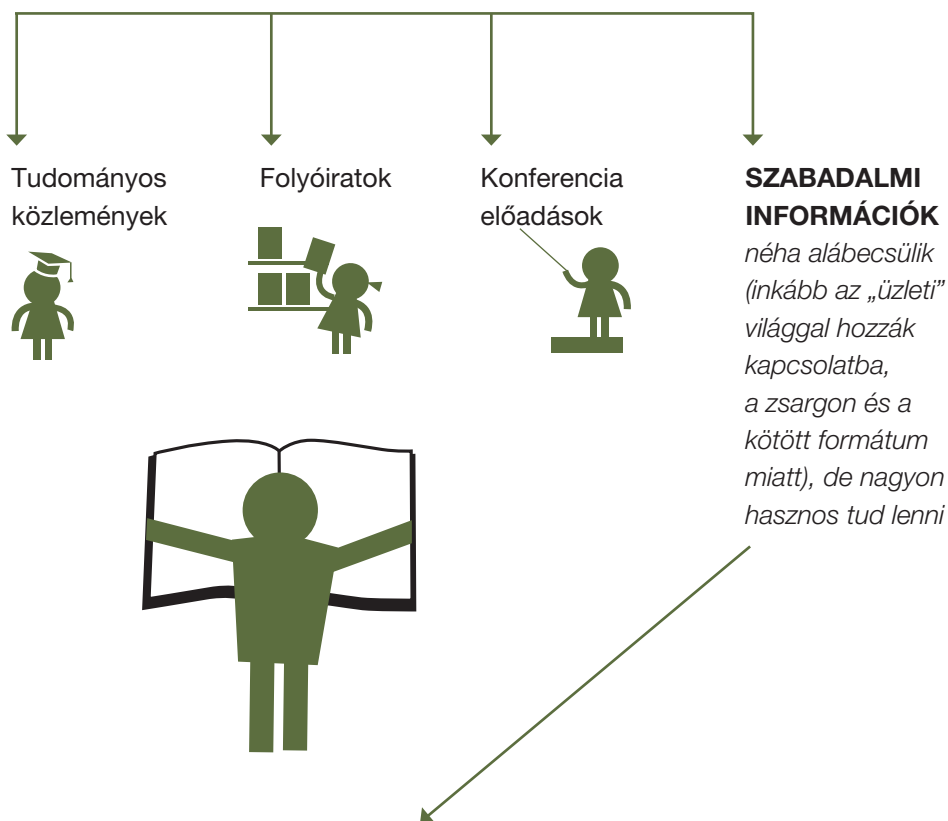 Tudományos
közlemények
Folyóiratok
Konferencia
előadások
SZABADALMI
INFORMÁCIÓK
néha alábecsülik
(inkább az „üzleti”
világgal hozzák
kapcsolatba,
a zsargon és a
kötött formátum
miatt), de nagyon
hasznos tud lenni